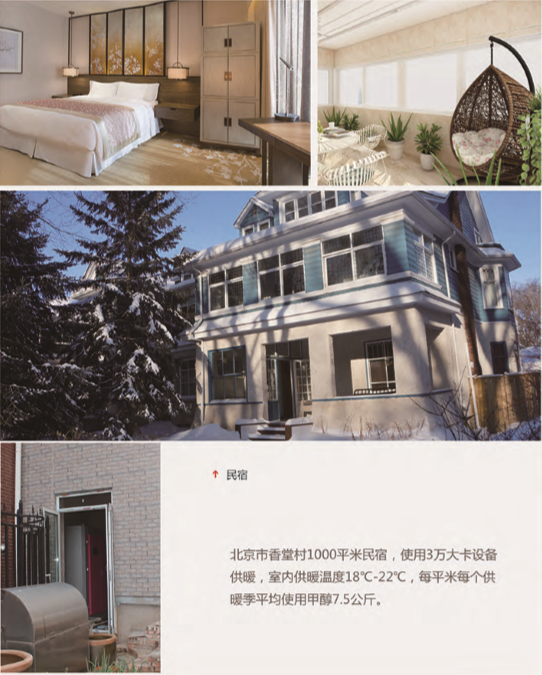 ↑ 民宿
北京市香堂村1000平米民宿，使用3万大卡设备
供暖，室内供暖温度18℃-22℃，每平米每个供
暖季平均使用甲醇7.5公斤。